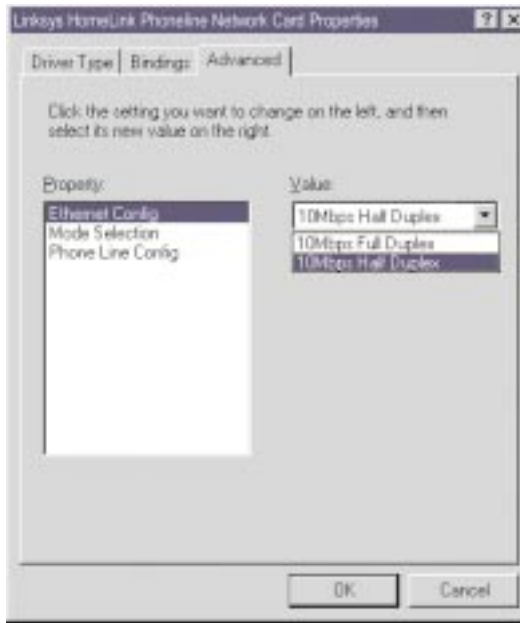 Linksys HomeLink Phoneline Network Card Properties
Driver Type
Bindings
Advanced
Click the setting you want to change on the left, and then
select its new value on the right.
Property:
Value:
Ethernet Config
Mode Selection
Phone Line Config
10Mbps Half Duplex
10Mbps Full Duplex
10Mbps Half Duplex
OK
Cancel